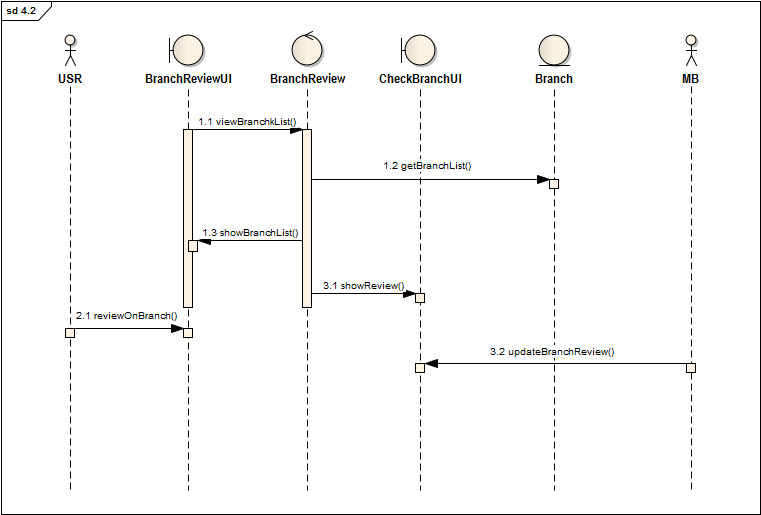 sd 4.2
USR
BranchReviewUI
BranchReview
CheckBranchUI
Branch
MB
1.1 viewBranchkList()
1.2 getBranchList()
1.3 showBranchList()
3.1 showReview()
2.1 reviewOnBranch()
3.2 updateBranchReview()